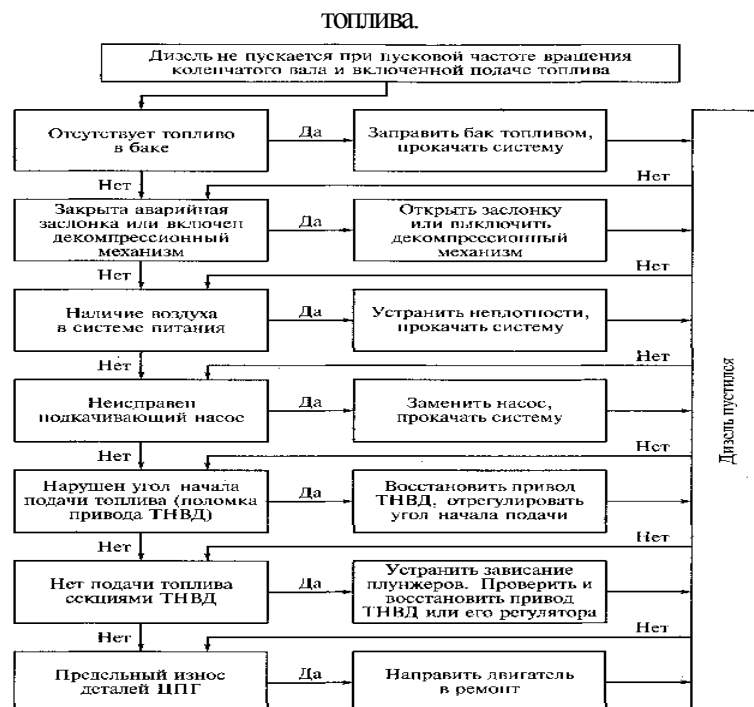 топлива.
Дизель не пускается при пусковой частоте вращения
коленчатого вала и включенной подаче топлива
Отсутствует топливо
в баке
Да
Заправить бак топливом,
прокачать систему
Нет
Нет
Закрыта аварийная
заслонка или включен
декомпрессионный
механизм
Да
Открыть заслонку
или выключить
декомпрессионный
механизм
Нет
Нет
Наличие воздуха
в системе питания
Да
Устранить неплотности,
прокачать систему
Нет
Нет
Неисправен
подкачивающий насос
Да
Заменить насос,
прокачать систему
Нет
Нет
Нарушен угол начала
подачи топлива (поломка
привода ТНВД)
Да
Восстановить привод
ТНВД, отрегулировать
угол начала подачи
Нет
Нет
Нет подачи топлива
секциями ТНВД
Да
Устранить зависание
плунжеров. Проверить и
восстановить привод
ТНВД или его регулятора
Нет
Нет
Предельный износ
деталей ЦПГ
Да
Направить двигатель
в ремонт
Дизель пустился